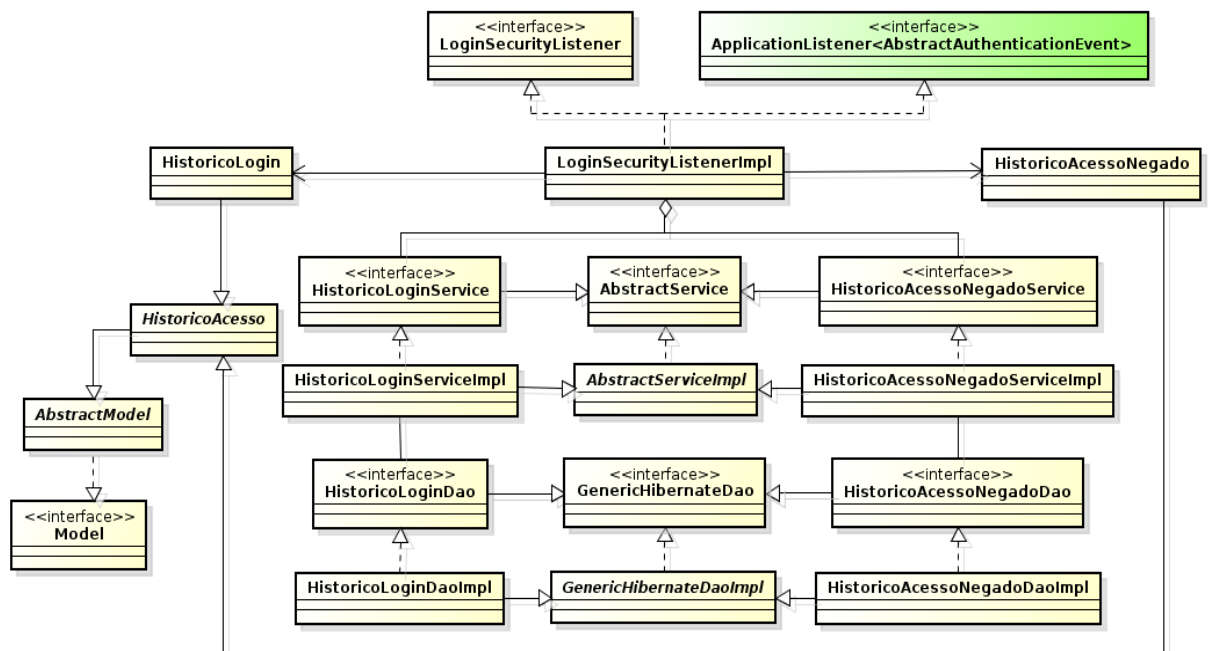 <<interface>>
LoginSecurityListener
<<interface>>
ApplicationListener<AbstractAuthenticationEvent>
HistoricoLogin
LoginSecurityListenerImpl
HistoricoAcessoNegado
<<interface>>
HistoricoLoginService
<<interface>>
AbstractService
<<interface>>
HistoricoAcessoNegadoService
HistoricoAcesso
HistoricoLoginServiceImpl
AbstractServiceImpl
HistoricoAcessoNegadoServiceImpl
AbstractModel
<<interface>>
HistoricoLoginDao
<<interface>>
GenericHibernateDao
<<interface>>
HistoricoAcessoNegadoDao
<<interface>>
Model
HistoricoLoginDaoImpl
GenericHibernateDaoImpl
HistoricoAcessoNegadoDaoImpl